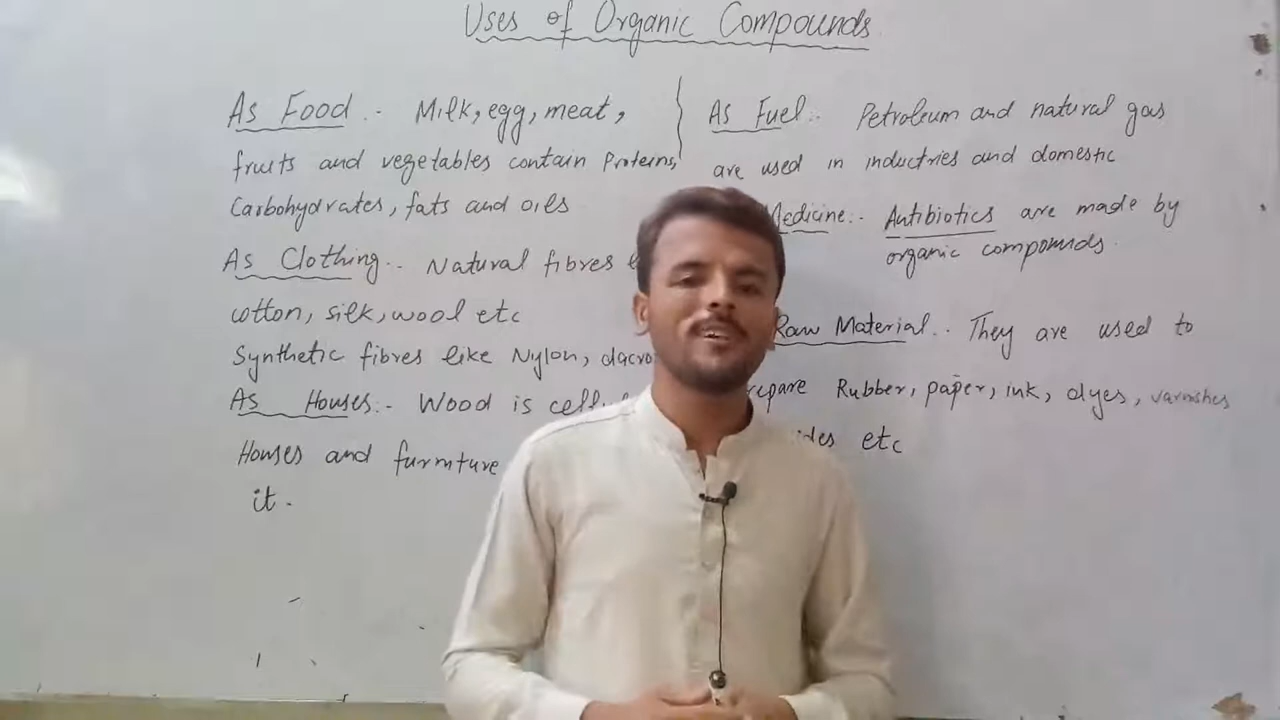 Uses of Organic Compounds
As Food :- Milk, egg, meat,
fruits and vegetables contain Proteins,
Carbohydrates, fats and oils
As Clothing :- Natural fibres
cotton, silk, wool etc
Synthetic fibres like Nylon,
As Houses :- Wood is
Houses and furniture
it.
As Fuel :- Petroleum and natural gas
are used in industries and domestic
Medicine :- Antibiotics are made by
organic compounds.
Raw Material :- They are used to
Rubber, paper, ink, dyes, varnishes
etc